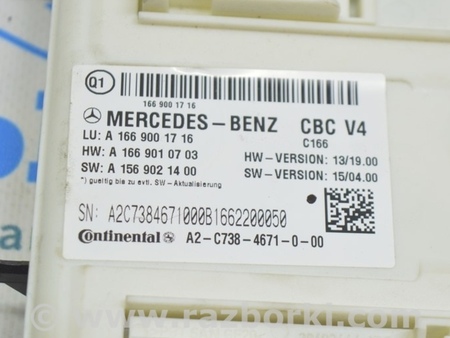 Q1
166 900 17 16
MERCEDES-BENZ CBC V4
C166
LU: A 166 900 17 16
HW: A 166 901 07 03 HW-VERSION: 13/19.00
SW: A 156 902 14 00 SW-VERSION: 15/04.00
*) gueltig bis zu evtl. SW-Aktualisierung
SN: A2C7384671000B1662200050
Continental A2-C738-4671-0-00
www.razborki.com